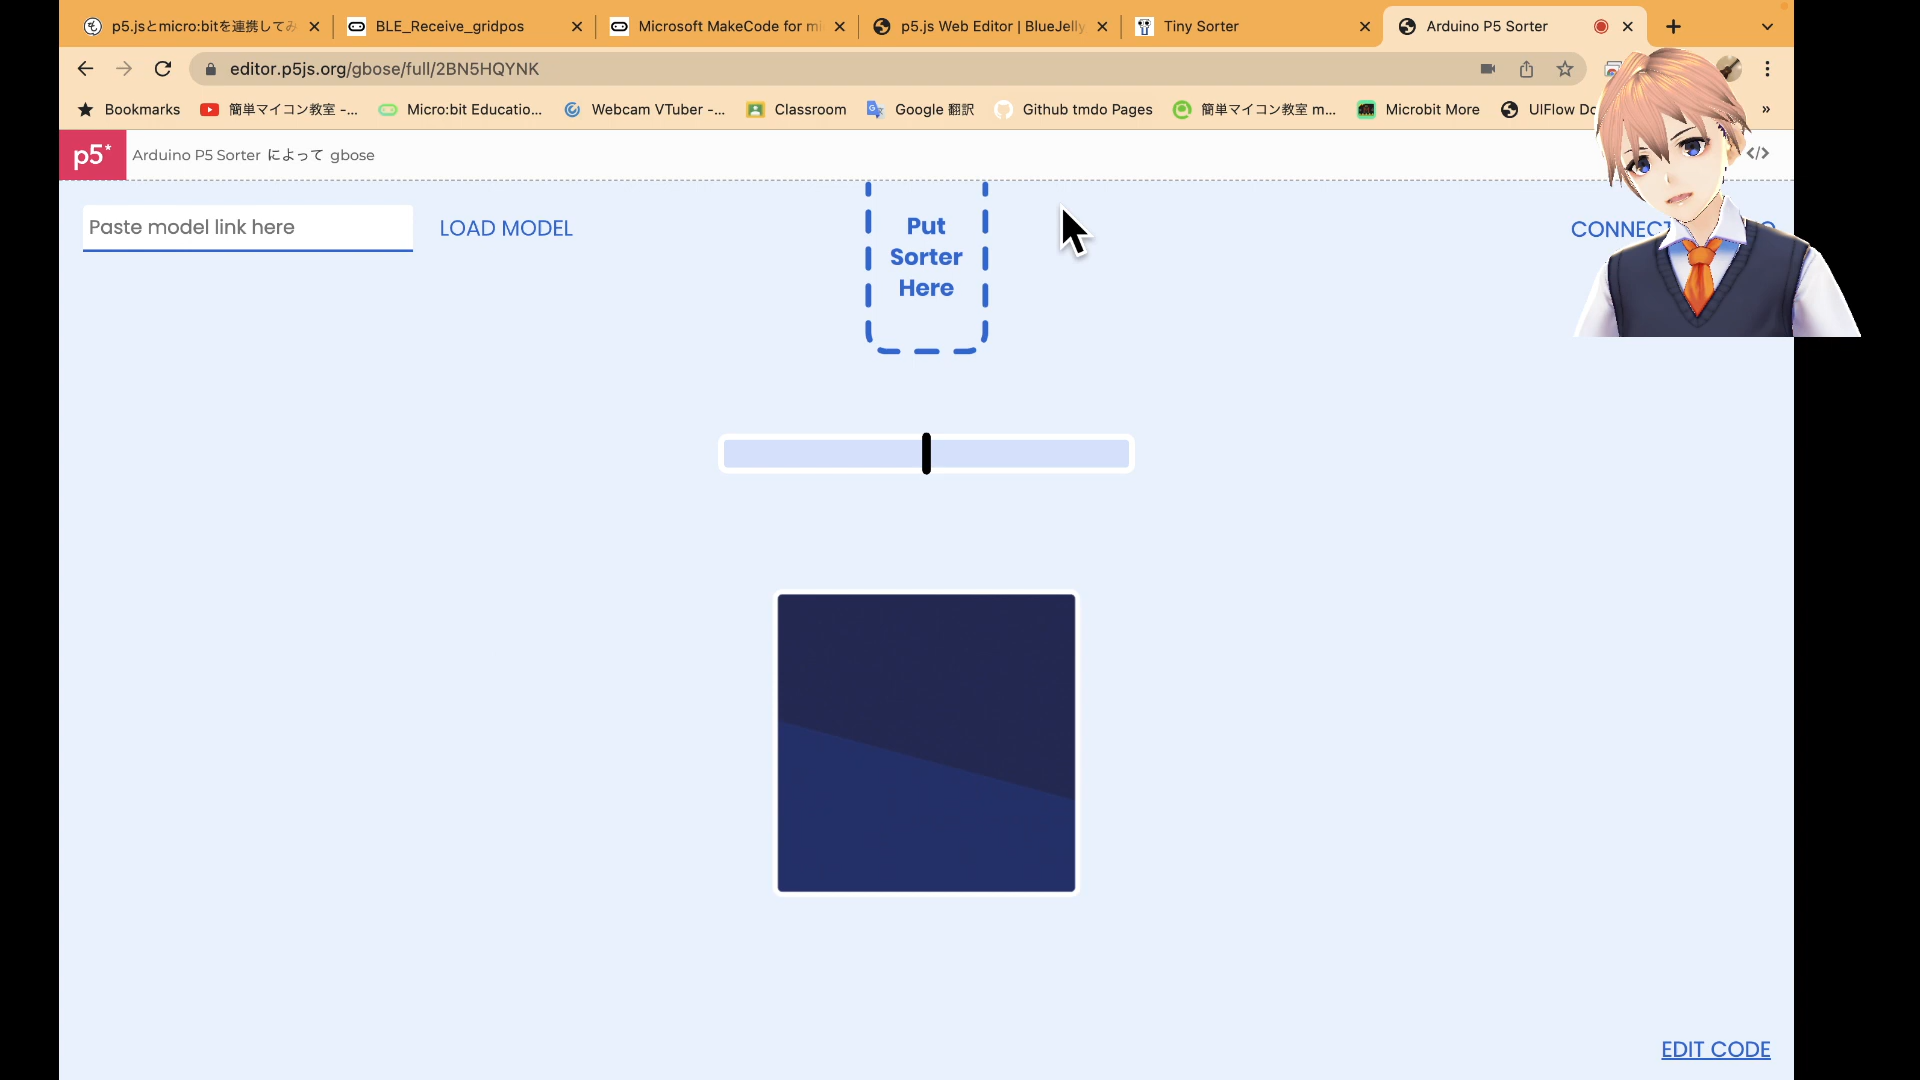 p5.jsとmicro:bitを連携してみ
BLE_Receive_gridpos
Microsoft MakeCode for mi
p5.js Web Editor | BlueJelly
Tiny Sorter
Arduino P5 Sorter
editor.p5js.org/gbose/full/2BN5HQYNK
Bookmarks
簡単マイコン教室 -...
Micro:bit Educatio...
Webcam VTuber -...
Classroom
Google 翻訳
Github tmdo Pages
簡単マイコン教室 m...
Microbit More
UIFlow Do
»
p5*
Arduino P5 Sorter によって gbose
</>
Paste model link here
LOAD MODEL
Put
Sorter
Here
EDIT CODE